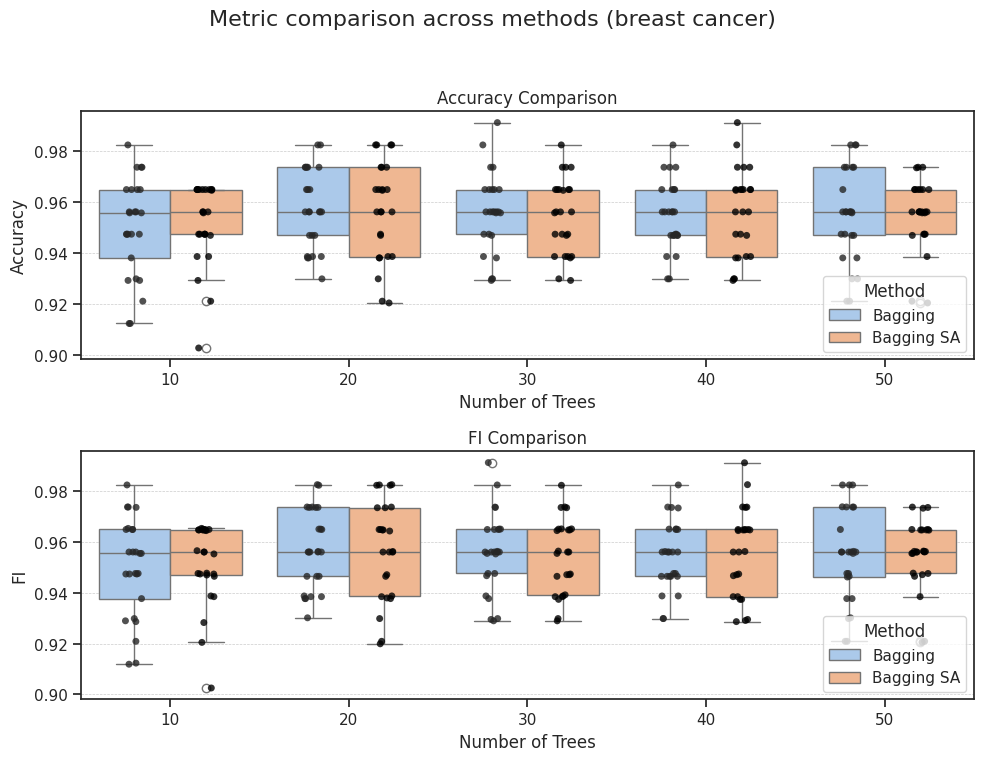 Metric comparison across methods (breast cancer)
Accuracy Comparison
Accuracy
0.98
0.96
0.94
0.92
0.90
Method
Bagging
Bagging SA
10 20 30 40 50
Number of Trees
FI Comparison
FI
0.98
0.96
0.94
0.92
0.90
Method
Bagging
Bagging SA
10 20 30 40 50
Number of Trees